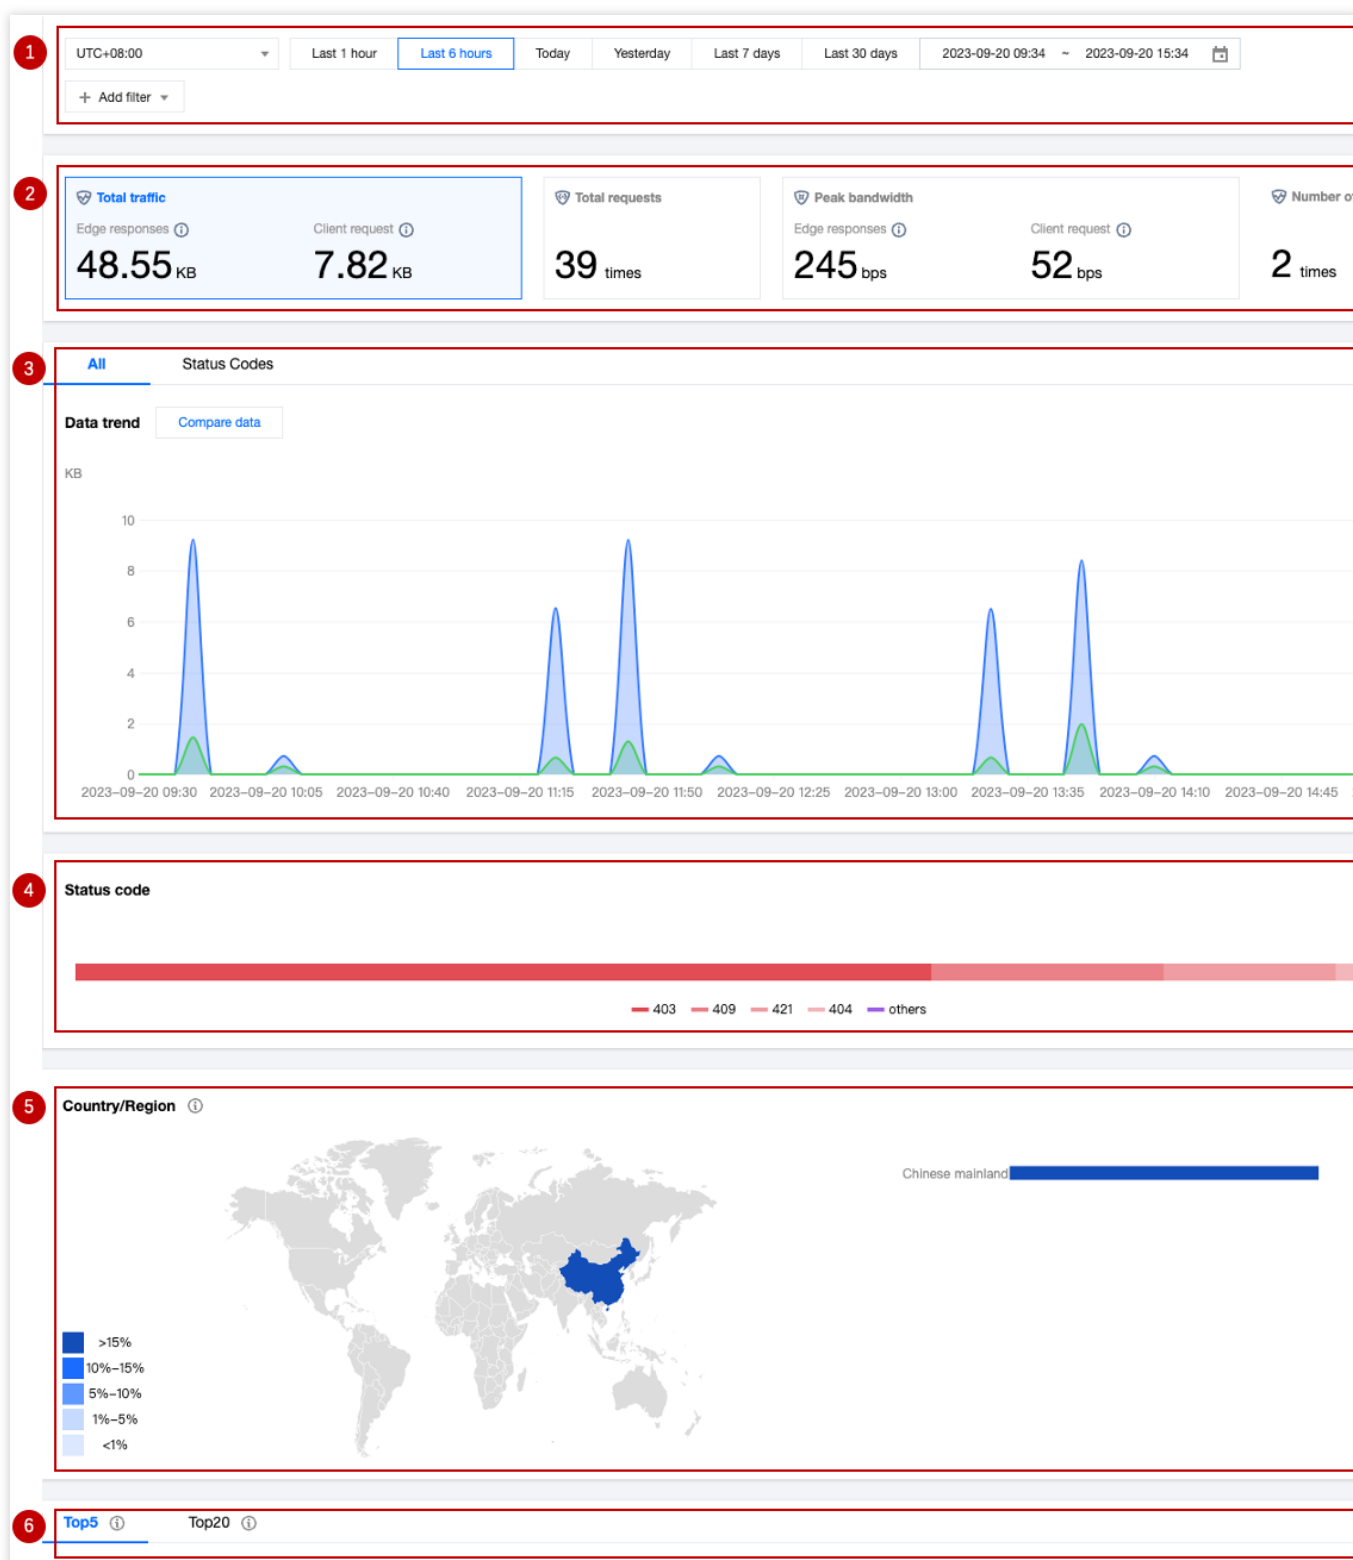 1
UTC+08:00 Last 1 hour Last 6 hours Today Yesterday Last 7 days Last 30 days 2023-09-20 09:34 ~ 2023-09-20 15:34
+ Add filter
2
Total traffic Total requests Peak bandwidth Number
Edge responses Client request Edge responses Client request
48.55 KB 7.82 KB 39 times 245 bps 52 bps 2 times
3
All Status Codes
Data trend Compare data
KB
10
8
6
4
2
0
2023-09-20 09:30 2023-09-20 10:05 2023-09-20 10:40 2023-09-20 11:15 2023-09-20 11:50 2023-09-20 12:25 2023-09-20 13:00 2023-09-20 13:35 2023-09-20 14:10 2023-09-20 14:45
4
Status code
403 409 421 404 others
5
Country/Region
Chinese mainland
>15%
10%-15%
5%-10%
1%-5%
<1%
6
Top5 Top20